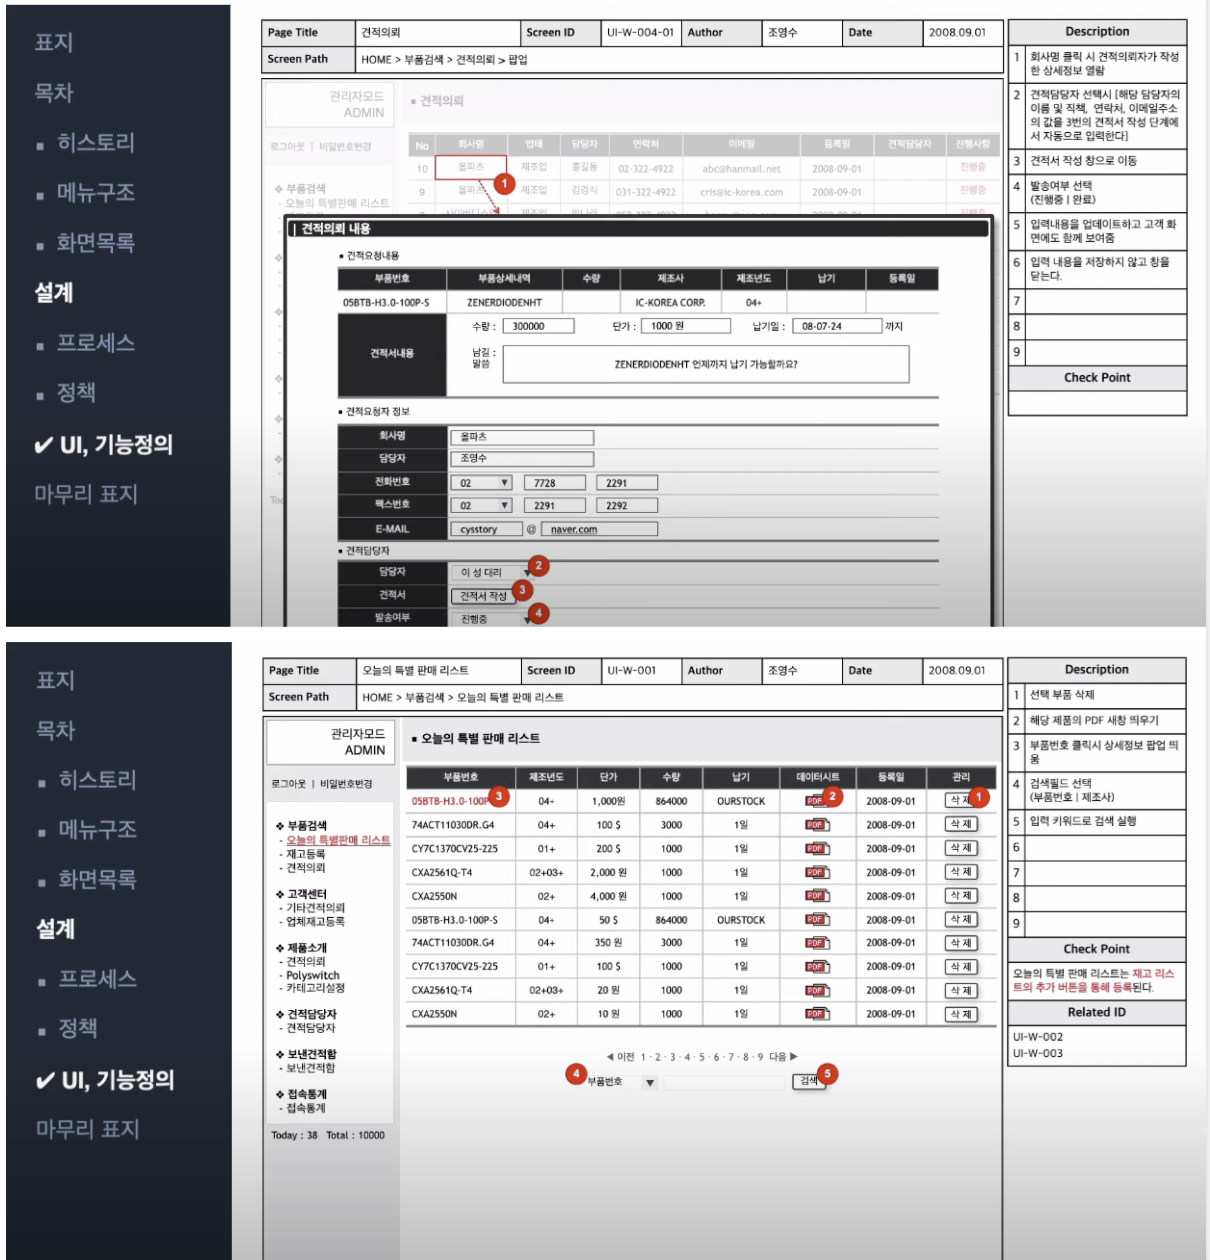 표지
목차
▪ 히스토리
▪ 메뉴구조
▪ 화면목록
설계
▪ 프로세스
▪ 정책
✔ UI, 기능정의
마무리 표지
Page Title 견적의뢰 Screen ID UI-W-004-01 Author 조영수 Date 2008.09.01
Screen Path HOME > 부품검색 > 견적의뢰 > 팝업
관리자모드
ADMIN
로그아웃 | 비밀번호변경
❖ 부품검색
- 오늘의 특별판매 리스트
▪ 견적의뢰
No 회사명 업태 담당자 연락처 이메일 등록일 견적담당자 진행사항
10 올파츠 제조업 홍길동 02-322-4922 abc@hanmail.net 2008-09-01 진행중
9 올파츠 제조업 김경식 031-322-4922 cris@ic-korea.com 2008-09-01 진행중
1
| 견적의뢰 내용
▪ 견적요청내용
부품번호 부품상세내역 수량 제조사 제조년도 납기 등록일
05BTB-H3.0-100P-S ZENERDIODENHT IC-KOREA CORP. 04+
견적서내용
수량 : 300000 단가 : 1000 원 납기일 : 08-07-24 까지
남길 :
말씀
ZENERDIODENHT 언제까지 납기 가능할까요?
▪ 견적요청자 정보
회사명 올파츠
담당자 조영수
전화번호 02 ▼ 7728 2291
팩스번호 02 ▼ 2291 2292
E-MAIL cysstory @ naver.com
▪ 견적담당자
담당자 이 성 대리 ▼ 2
견적서 견적서 작성 3
발송여부 진행중 ▼ 4
Description
1 회사명 클릭 시 견적의뢰자가 작성
한 상세정보 열람
2 견적담당자 선택시 [해당 담당자의
이름 및 직책, 연락처, 이메일주소
의 값을 3번의 견적서 작성 단계에
서 자동으로 입력한다]
3 견적서 작성 창으로 이동
4 발송여부 선택
(진행중 | 완료)
5 입력내용을 업데이트하고 고객 화
면에도 함께 보여줌
6 입력 내용을 저장하지 않고 창을
닫는다.
7
8
9
Check Point
표지
목차
▪ 히스토리
▪ 메뉴구조
▪ 화면목록
설계
▪ 프로세스
▪ 정책
✔ UI, 기능정의
마무리 표지
Page Title 오늘의 특별 판매 리스트 Screen ID UI-W-001 Author 조영수 Date 2008.09.01
Screen Path HOME > 부품검색 > 오늘의 특별 판매 리스트
관리자모드
ADMIN
로그아웃 | 비밀번호변경
❖ 부품검색
- 오늘의 특별판매 리스트
- 재고등록
- 견적의뢰
❖ 고객센터
- 기타견적의뢰
- 업체재고등록
❖ 제품소개
- 견적의뢰
- Polyswitch
- 카테고리설정
❖ 견적담당자
- 견적담당자
❖ 보낸견적함
- 보낸견적함
❖ 접속통계
- 접속통계
Today : 38 Total : 10000
▪ 오늘의 특별 판매 리스트
부품번호 제조년도 단가 수량 납기 데이터시트 등록일 관리
05BTB-H3.0-100P 3 04+ 1,000원 864000 OURSTOCK PDF 2 2008-09-01 삭 제 1
74ACT11030DR.G4 04+ 100 $ 3000 1일 PDF 2008-09-01 삭 제
CY7C1370CV25-225 01+ 200 $ 1000 1일 PDF 2008-09-01 삭 제
CXA2561Q-T4 02+03+ 2,000 원 1000 1일 PDF 2008-09-01 삭 제
CXA2550N 02+ 4,000 원 1000 1일 PDF 2008-09-01 삭 제
05BTB-H3.0-100P-S 04+ 50 $ 864000 OURSTOCK PDF 2008-09-01 삭 제
74ACT11030DR.G4 04+ 350 원 3000 1일 PDF 2008-09-01 삭 제
CY7C1370CV25-225 01+ 100 $ 1000 1일 PDF 2008-09-01 삭 제
CXA2561Q-T4 02+03+ 20 원 1000 1일 PDF 2008-09-01 삭 제
CXA2550N 02+ 10 원 1000 1일 PDF 2008-09-01 삭 제
◀ 이전 1 · 2 · 3 · 4 · 5 · 6 · 7 · 8 · 9 다음 ▶
4 부품번호 ▼ 검색 5
Description
1 선택 부품 삭제
2 해당 제품의 PDF 새창 띄우기
3 부품번호 클릭시 상세정보 팝업 띄
움
4 검색필드 선택
(부품번호 | 제조사)
5 입력 키워드로 검색 실행
6
7
8
9
Check Point
오늘의 특별 판매 리스트는 재고 리스
트의 추가 버튼을 통해 등록된다.
Related ID
UI-W-002
UI-W-003